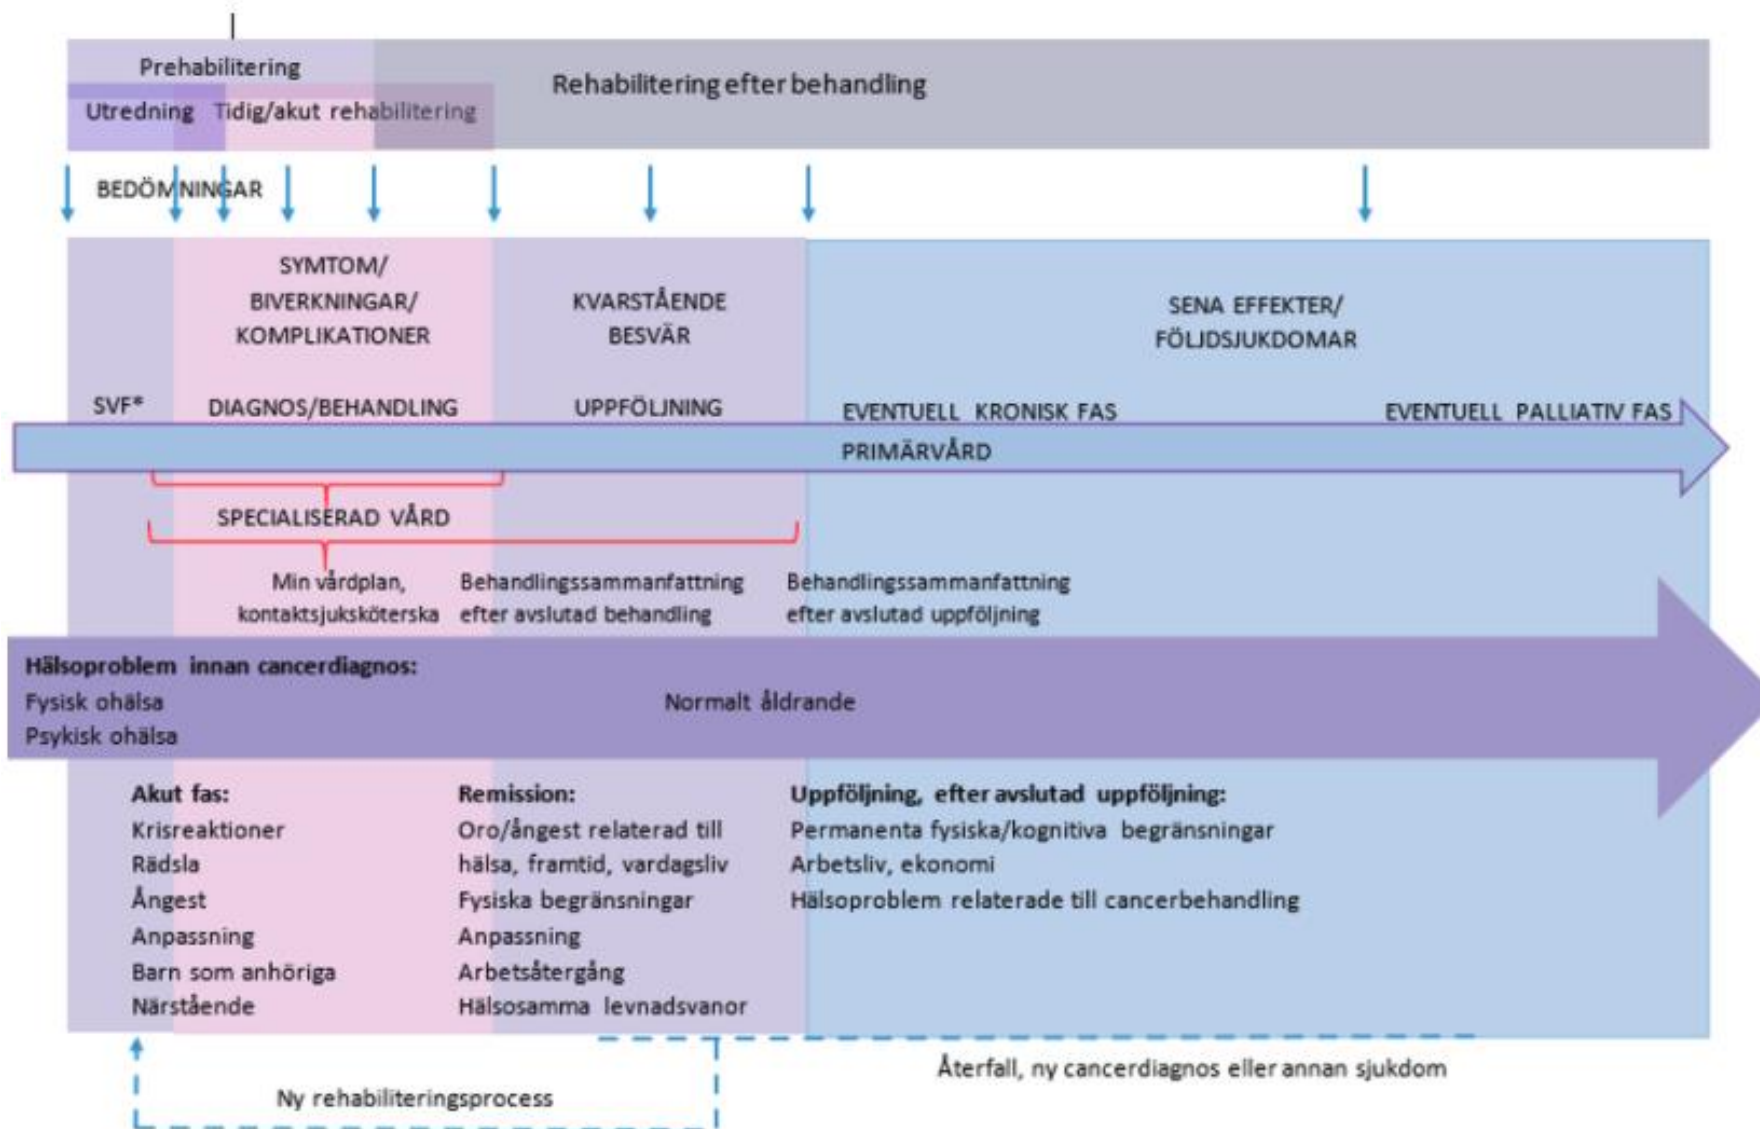 Prehabilitering
Rehabilitering efter behandling
Utredning
Tidig/akut rehabilitering
BEDÖMNINGAR
SYMTOM/
BIVERKNINGAR/
KOMPLIKATIONER
KVARSTÅENDE
BESVÄR
SENA EFFEKTER/
FÖLJDSJUKDOMAR
SVF*
DIAGNOS/BEHANDLING
UPPFÖLJNING
EVENTUELL KRONISK FAS
EVENTUELL PALLIATIV FAS
PRIMÄRVÅRD
SPECIALISERAD VÅRD
Min vårdplan,
kontaktsjuksköterska
Behandlingssammanfattning
efter avslutad behandling
Behandlingssammanfattning
efter avslutad uppföljning
Hälsoproblem innan cancerdiagnos:
Fysisk ohälsa
Psykisk ohälsa
Normalt åldrande
Akut fas:
Krisreaktioner
Rädsla
Ångest
Anpassning
Barn som anhöriga
Närstående
Remission:
Oro/ångest relaterad till
hälsa, framtid, vardagsliv
Fysiska begränsningar
Anpassning
Arbetsåtergång
Hälsosamma levnadsvanor
Uppföljning, efter avslutad uppföljning:
Permanenta fysiska/kognitiva begränsningar
Arbetsliv, ekonomi
Hälsoproblem relaterade till cancerbehandling
Återfall, ny cancerdiagnos eller annan sjukdom
Ny rehabiliteringsprocess